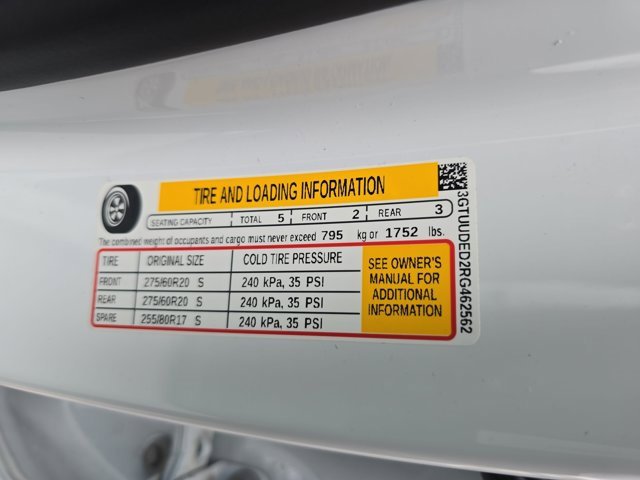 TIRE AND LOADING INFORMATION
SEATING CAPACITY TOTAL 5 FRONT 2 REAR 3
The combined weight of occupants and cargo must never exceed 795 kg or 1752 lbs.
TIRE ORIGINAL SIZE COLD TIRE PRESSURE
FRONT 275/60R20 S 240 kPa, 35 PSI
REAR 275/60R20 S 240 kPa, 35 PSI
SPARE 255/80R17 S 240 kPa, 35 PSI
SEE OWNER'S
MANUAL FOR
ADDITIONAL
INFORMATION
3GTUUDED2RG462562